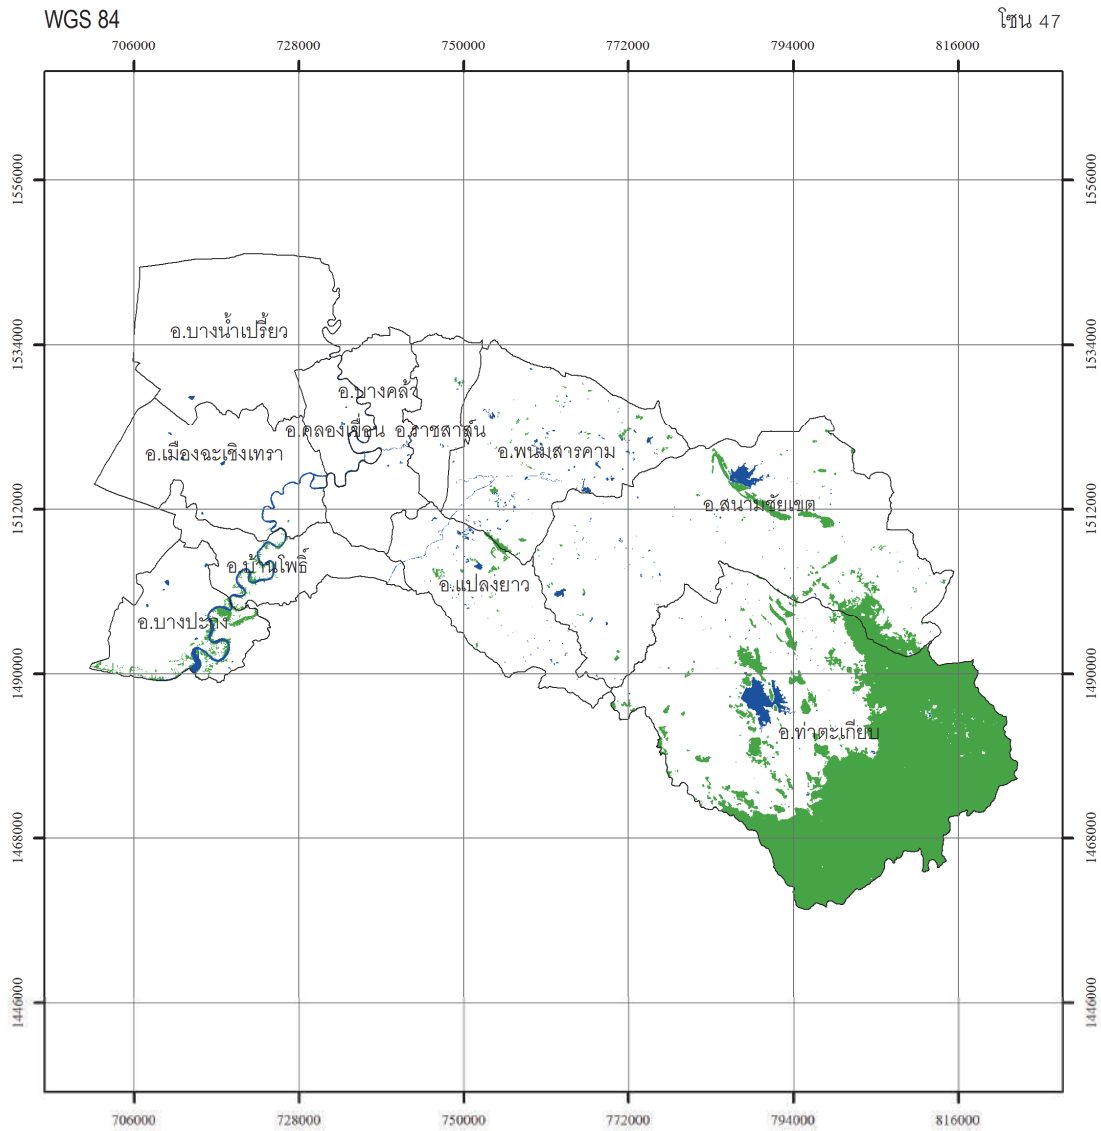 WGS 84 โซน 47
706000 728000 750000 772000 794000 816000
1556000 1556000
อ.บางน้ำเปรี้ยว
1534000 1534000
อ.บางคล้า
อ.คลองเขื่อน อ.ราชสาส์น
อ.เมืองฉะเชิงเทรา อ.พนมสารคาม
1512000 อ.สนามชัยเขต 1512000
อ.บ้านโพธิ์
อ.แปลงยาว
อ.บางปะกง
1490000 1490000
อ.ท่าตะเกียบ
1468000 1468000
1446000 1446000
706000 728000 750000 772000 794000 816000